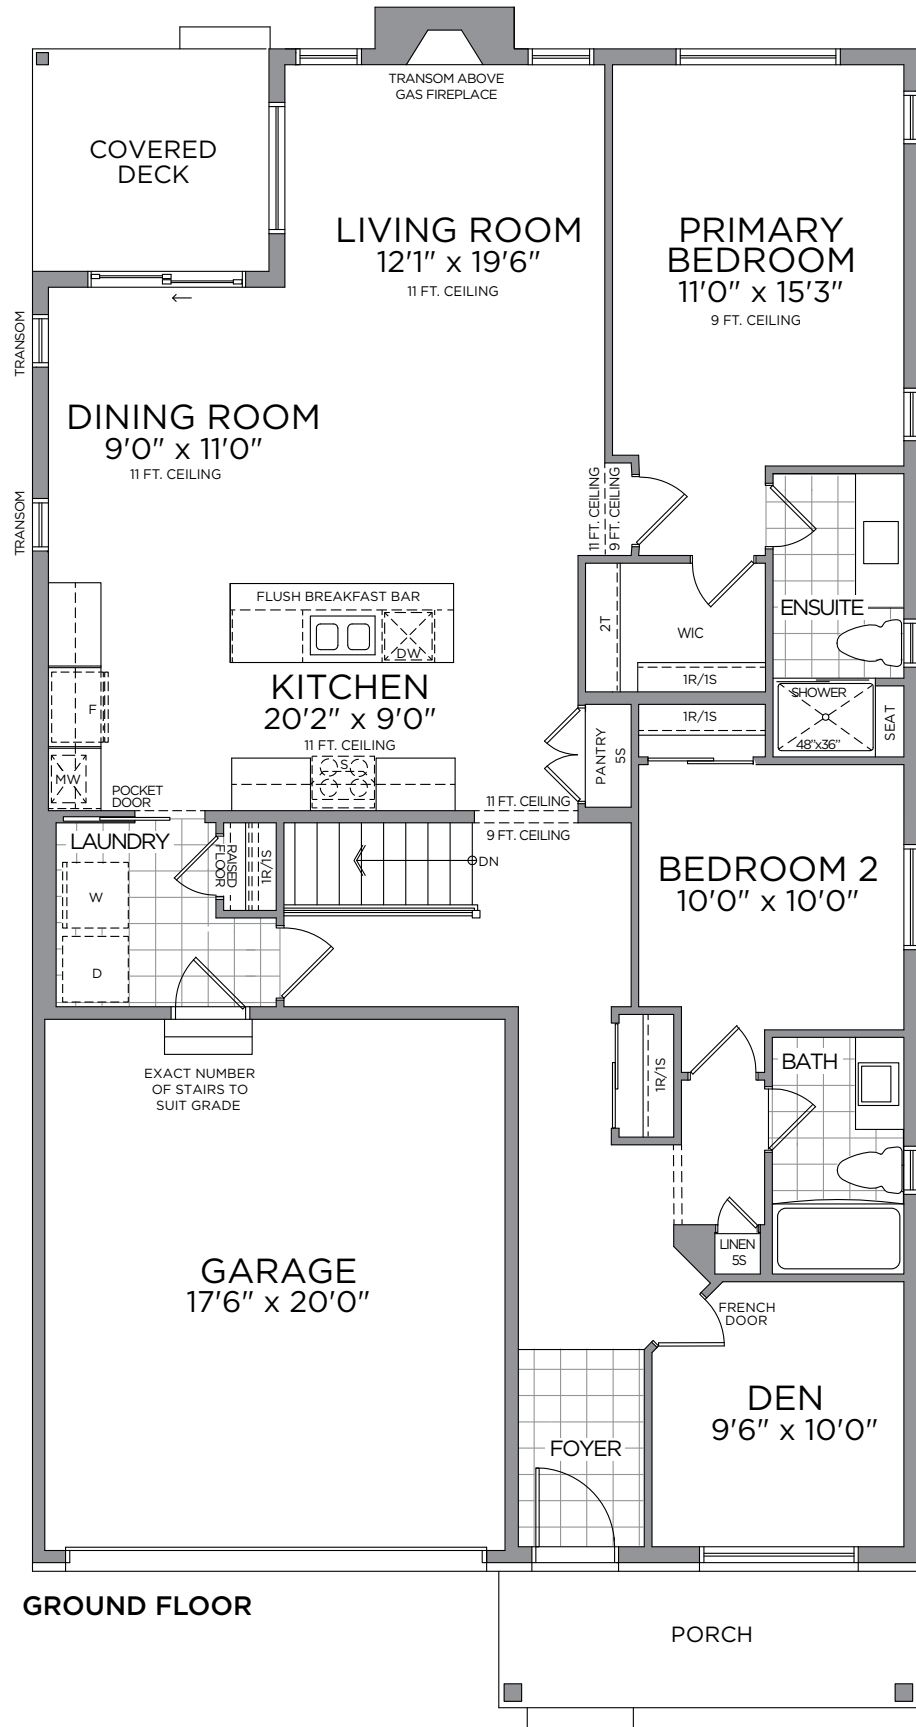 TRANSOM ABOVE
GAS FIREPLACE
COVERED
DECK
LIVING ROOM
12'1" x 19'6"
11 FT. CEILING
PRIMARY
BEDROOM
11'0" x 15'3"
9 FT. CEILING
TRANSOM
DINING ROOM
9'0" x 11'0"
11 FT. CEILING
TRANSOM
11 FT. CEILING
9 FT. CEILING
FLUSH BREAKFAST BAR
DW
2T
WIC
1R/1S
ENSUITE
F
KITCHEN
20'2" x 9'0"
11 FT. CEILING
S
MW
SHOWER
48"x36"
SEAT
1R/1S
PANTRY
5S
POCKET
DOOR
11 FT. CEILING
9 FT. CEILING
LAUNDRY
RAISED
FLOOR
1R/1S
DN
W
D
BEDROOM 2
10'0" x 10'0"
EXACT NUMBER
OF STAIRS TO
SUIT GRADE
1R/1S
BATH
LINEN
5S
GARAGE
17'6" x 20'0"
FRENCH
DOOR
DEN
9'6" x 10'0"
FOYER
GROUND FLOOR
PORCH